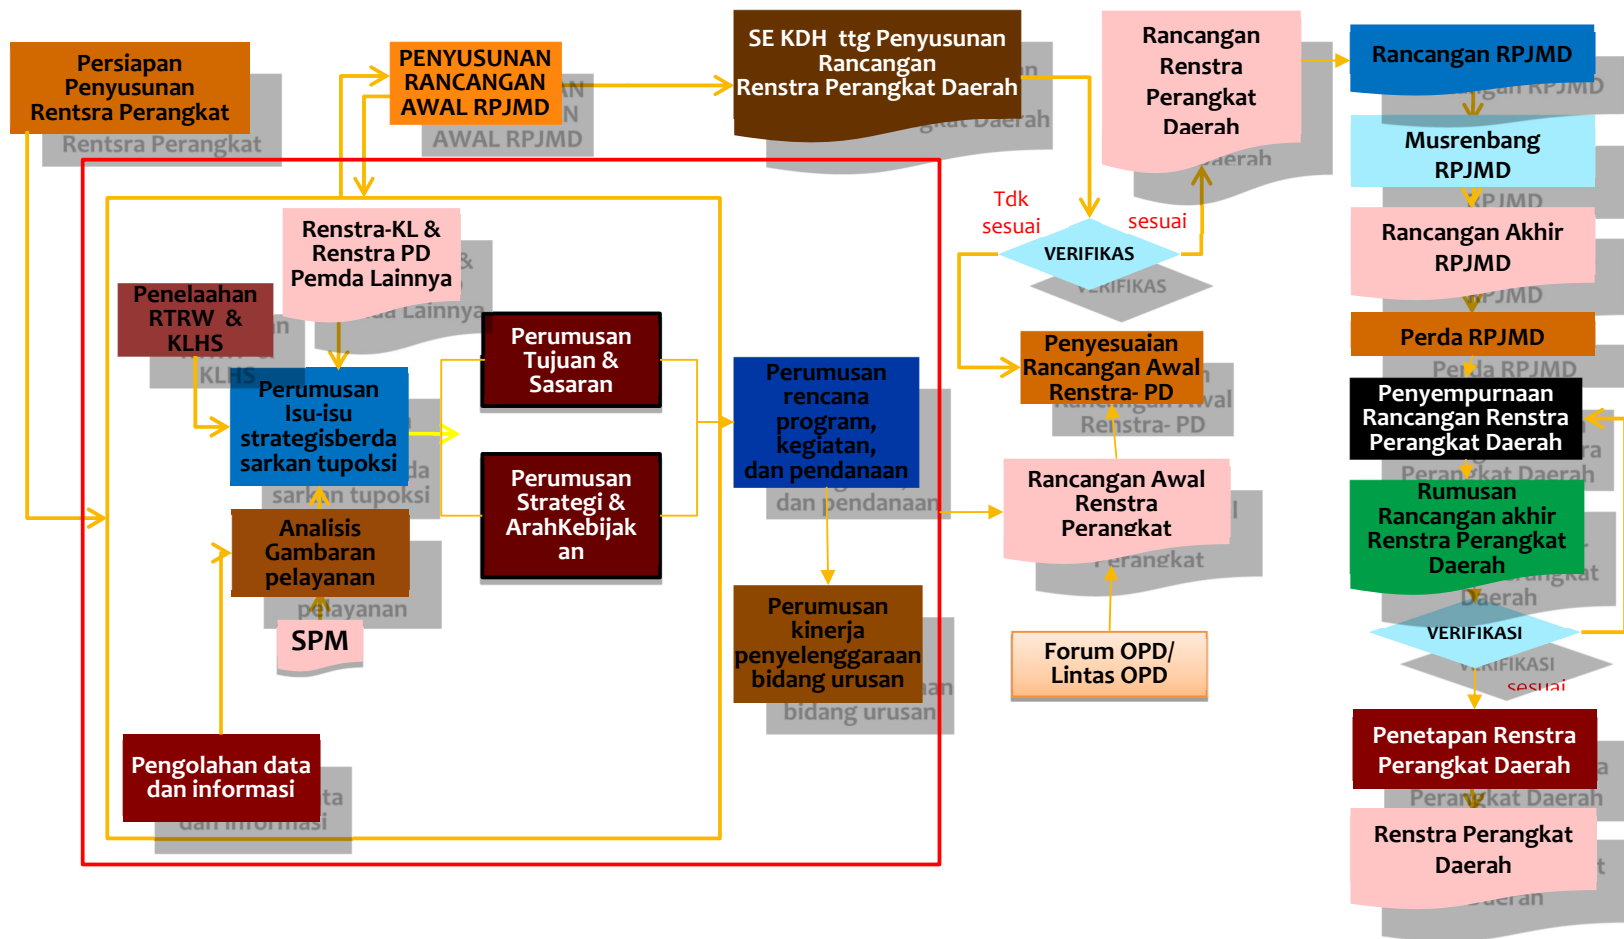 Persiapan
Penyusunan
Rentsra Perangkat
PENYUSUNAN
RANCANGAN
AWAL RPJMD
SE KDH ttg Penyusunan
Rancangan
Renstra Perangkat Daerah
Rancangan
Renstra
Perangkat
Daerah
Rancangan RPJMD
Musrenbang
RPJMD
Rancangan Akhir
RPJMD
Perda RPJMD
Penyempurnaan
Rancangan Renstra
Perangkat Daerah
Rumusan
Rancangan akhir
Renstra Perangkat
Daerah
VERIFIKASI
sesuai
Penetapan Renstra
Perangkat Daerah
Renstra Perangkat
Daerah
Tdk
sesuai
sesuai
VERIFIKAS
Penyesuaian
Rancangan Awal
Renstra- PD
Rancangan Awal
Renstra
Perangkat
Forum OPD/
Lintas OPD
Renstra-KL &
Renstra PD
Pemda Lainnya
Penelaahan
RTRW &
KLHS
Perumusan
Isu-isu
strategisberda
sarkan tupoksi
Analisis
Gambaran
pelayanan
SPM
Pengolahan data
dan informasi
Perumusan
Tujuan &
Sasaran
Perumusan
Strategi &
ArahKebijak
an
Perumusan
rencana
program,
kegiatan,
dan pendanaan
Perumusan
kinerja
penyelenggaraan
bidang urusan